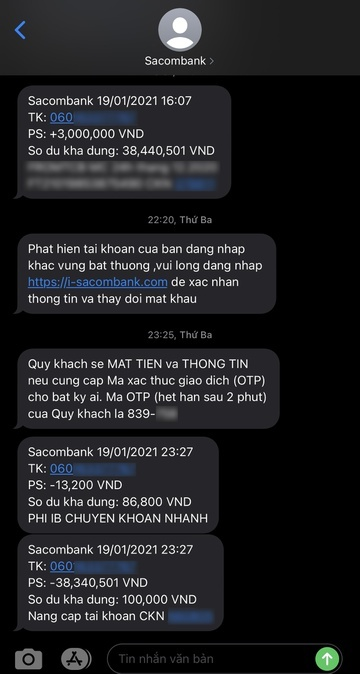 Sacombank
Sacombank 19/01/2021 16:07
TK: 060
PS: +3,000,000 VND
So du kha dung: 38,440,501 VND
22:20, Thứ Ba
Phat hien tai khoan cua ban dang nhap
khac vung bat thuong ,vui long dang nhap
https://i-sacombank.com de xac nhan
thong tin va thay doi mat khau
23:25, Thứ Ba
Quy khach se MAT TIEN va THONG TIN
neu cung cap Ma xac thuc giao dich (OTP)
cho bat ky ai. Ma OTP (het han sau 2 phut)
cua Quy khach la 839-
Sacombank 19/01/2021 23:27
TK: 060
PS: -13,200 VND
So du kha dung: 86,800 VND
PHI IB CHUYEN KHOAN NHANH
Sacombank 19/01/2021 23:27
TK: 060
PS: -38,340,501 VND
So du kha dung: 100,000 VND
Nang cap tai khoan CKN
Tin nhắn văn bản